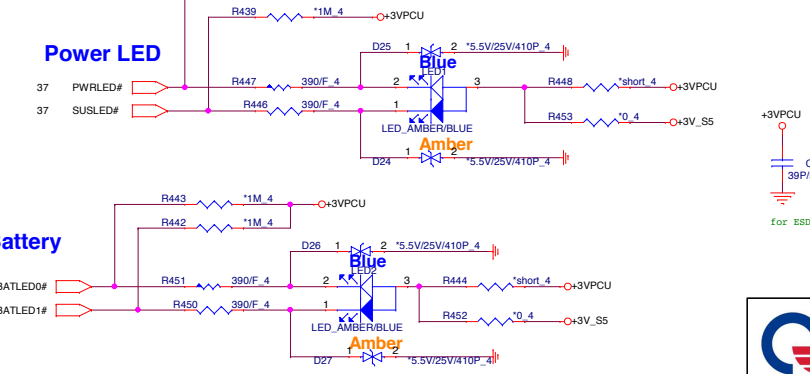 R439 *1M_4 +3VPCU
Power LED
D25 1 2 *5.5V/25V/410P_4
Blue
LED1
37 PWRLED# R447 390/F_4 2 3 R448 *short_4 +3VPCU
37 SUSLED# R446 390/F_4 1 R453 *0_4 +3V_S5
LED_AMBER/BLUE
Amber
D24 1 2 *5.5V/25V/410P_4
+3VPCU
39P/
for ESD
R443 *1M_4 +3VPCU
R442 *1M_4
attery
D26 1 2 *5.5V/25V/410P_4
Blue
LED2
BATLED0# R451 390/F_4 2 3 R444 *short_4 +3VPCU
BATLED1# R450 390/F_4 1 R452 *0_4 +3V_S5
LED_AMBER/BLUE
Amber
D27 1 2 *5.5V/25V/410P_4